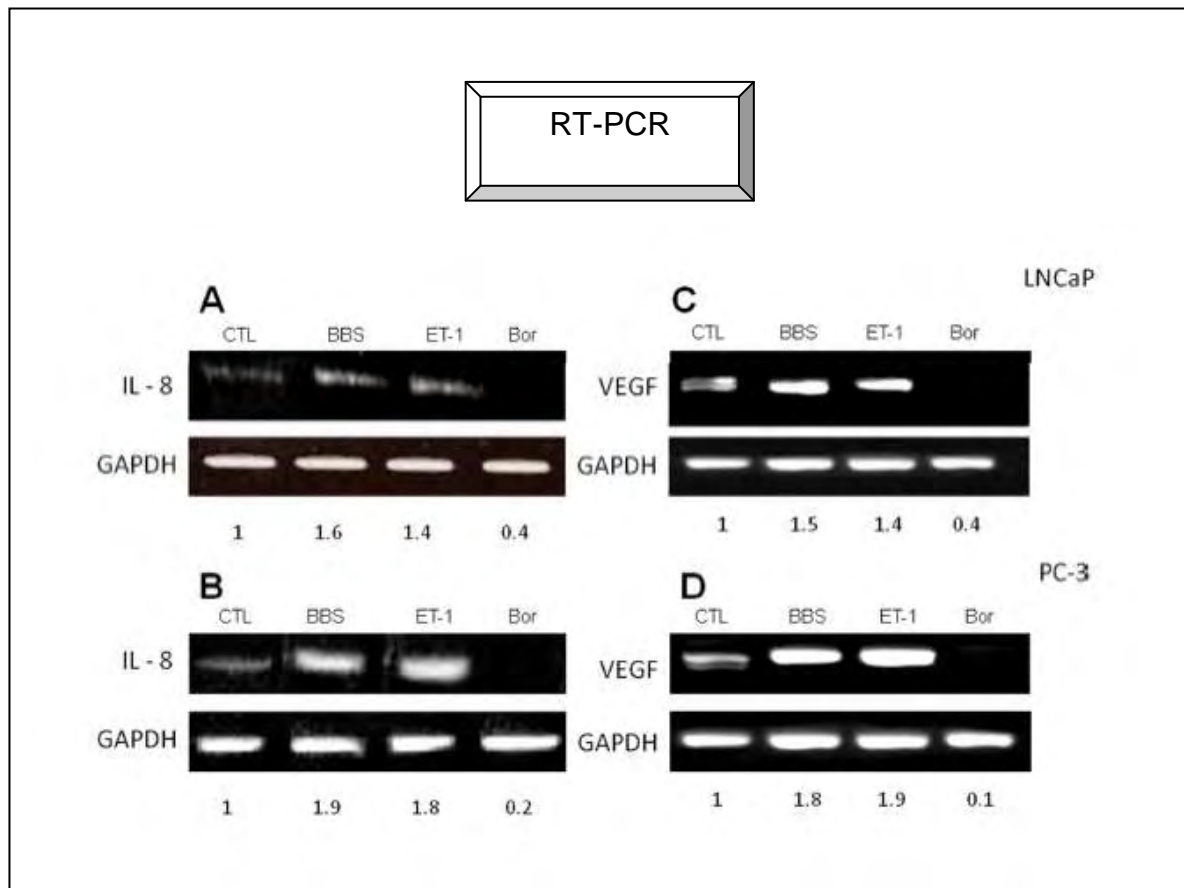 RT-PCR
LNCaP
A
CTL BBS ET-1 Bor
IL - 8
GAPDH
1 1.6 1.4 0.4
C
CTL BBS ET-1 Bor
VEGF
GAPDH
1 1.5 1.4 0.4
PC-3
B
CTL BBS ET-1 Bor
IL - 8
GAPDH
1 1.9 1.8 0.2
D
CTL BBS ET-1 Bor
VEGF
GAPDH
1 1.8 1.9 0.1